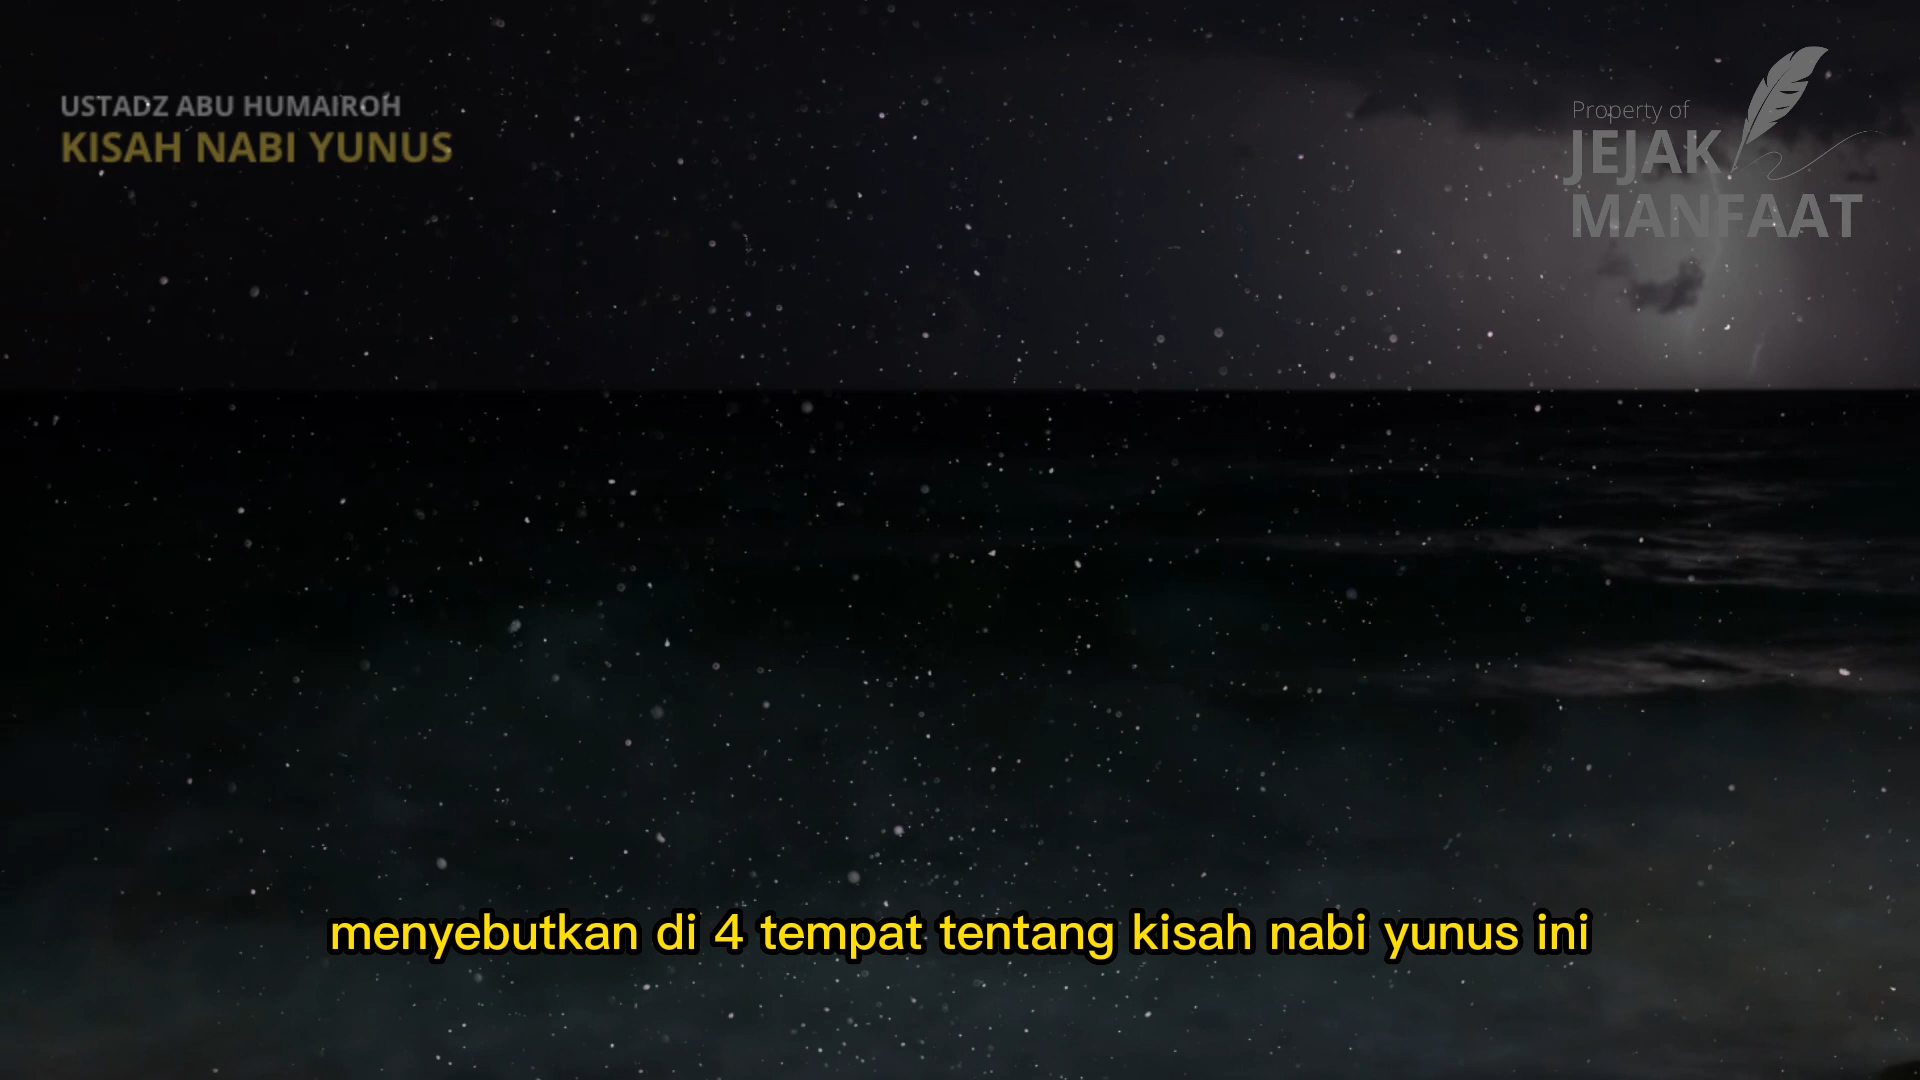 USTADZ ABU HUMAIROH
KISAH NABI YUNUS
Property of
JEJAK
MANFAAT
menyebutkan di 4 tempat tentang kisah nabi yunus ini